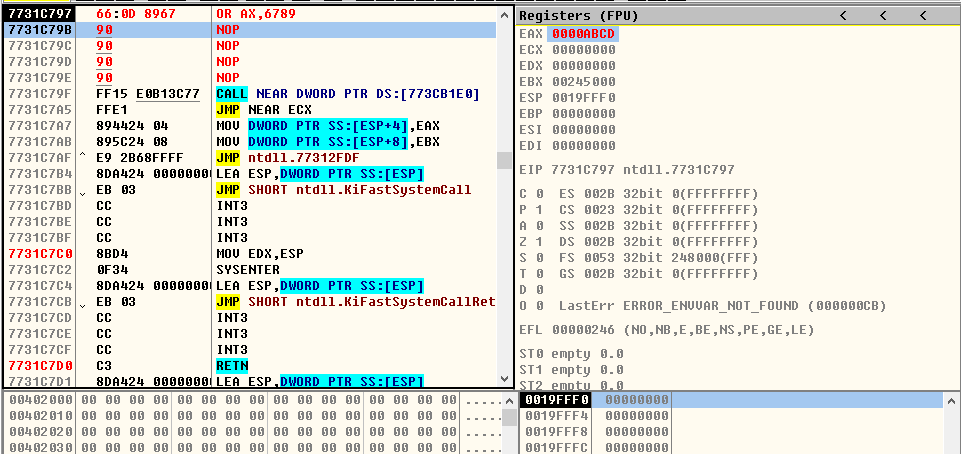 7731C797 66:0D 8967 OR AX,6789
7731C79B 90 NOP
7731C79C 90 NOP
7731C79D 90 NOP
7731C79E 90 NOP
7731C79F FF15 E0B13C77 CALL NEAR DWORD PTR DS:[773CB1E0]
7731C7A5 FFE1 JMP NEAR ECX
7731C7A7 894424 04 MOV DWORD PTR SS:[ESP+4],EAX
7731C7AB 895C24 08 MOV DWORD PTR SS:[ESP+8],EBX
7731C7AF ^ E9 2B68FFFF JMP ntdll.77312FDF
7731C7B4 8DA424 00000000 LEA ESP,DWORD PTR SS:[ESP]
7731C7BB EB 03 JMP SHORT ntdll.KiFastSystemCall
7731C7BD CC INT3
7731C7BE CC INT3
7731C7BF CC INT3
7731C7C0 8BD4 MOV EDX,ESP
7731C7C2 0F34 SYSENTER
7731C7C4 8DA424 00000000 LEA ESP,DWORD PTR SS:[ESP]
7731C7CB EB 03 JMP SHORT ntdll.KiFastSystemCallRet
7731C7CD CC INT3
7731C7CE CC INT3
7731C7CF CC INT3
7731C7D0 C3 RETN
7731C7D1 8DA424 00000000 LEA ESP,DWORD PTR SS:[ESP]
Registers (FPU) < < <
EAX 0000ABCD
ECX 00000000
EDX 00000000
EBX 00245000
ESP 0019FFF0
EBP 00000000
ESI 00000000
EDI 00000000
EIP 7731C797 ntdll.7731C797
C 0 ES 002B 32bit 0(FFFFFFFF)
P 1 CS 0023 32bit 0(FFFFFFFF)
A 0 SS 002B 32bit 0(FFFFFFFF)
Z 1 DS 002B 32bit 0(FFFFFFFF)
S 0 FS 0053 32bit 248000(FFF)
T 0 GS 002B 32bit 0(FFFFFFFF)
D 0
O 0 LastErr ERROR_ENVVAR_NOT_FOUND (000000CB)
EFL 00000246 (NO,NB,E,BE,NS,PE,GE,LE)
ST0 empty 0.0
ST1 empty 0.0
ST2 empty 0.0
00402000 00 00 00 00 00 00 00 00 00 00 00 00 00 00 00 00 .....
00402010 00 00 00 00 00 00 00 00 00 00 00 00 00 00 00 00 .....
00402020 00 00 00 00 00 00 00 00 00 00 00 00 00 00 00 00 .....
00402030 00 00 00 00 00 00 00 00 00 00 00 00 00 00 00 00 .....
0019FFF0 00000000
0019FFF4 00000000
0019FFF8 00000000
0019FFFC 00000000